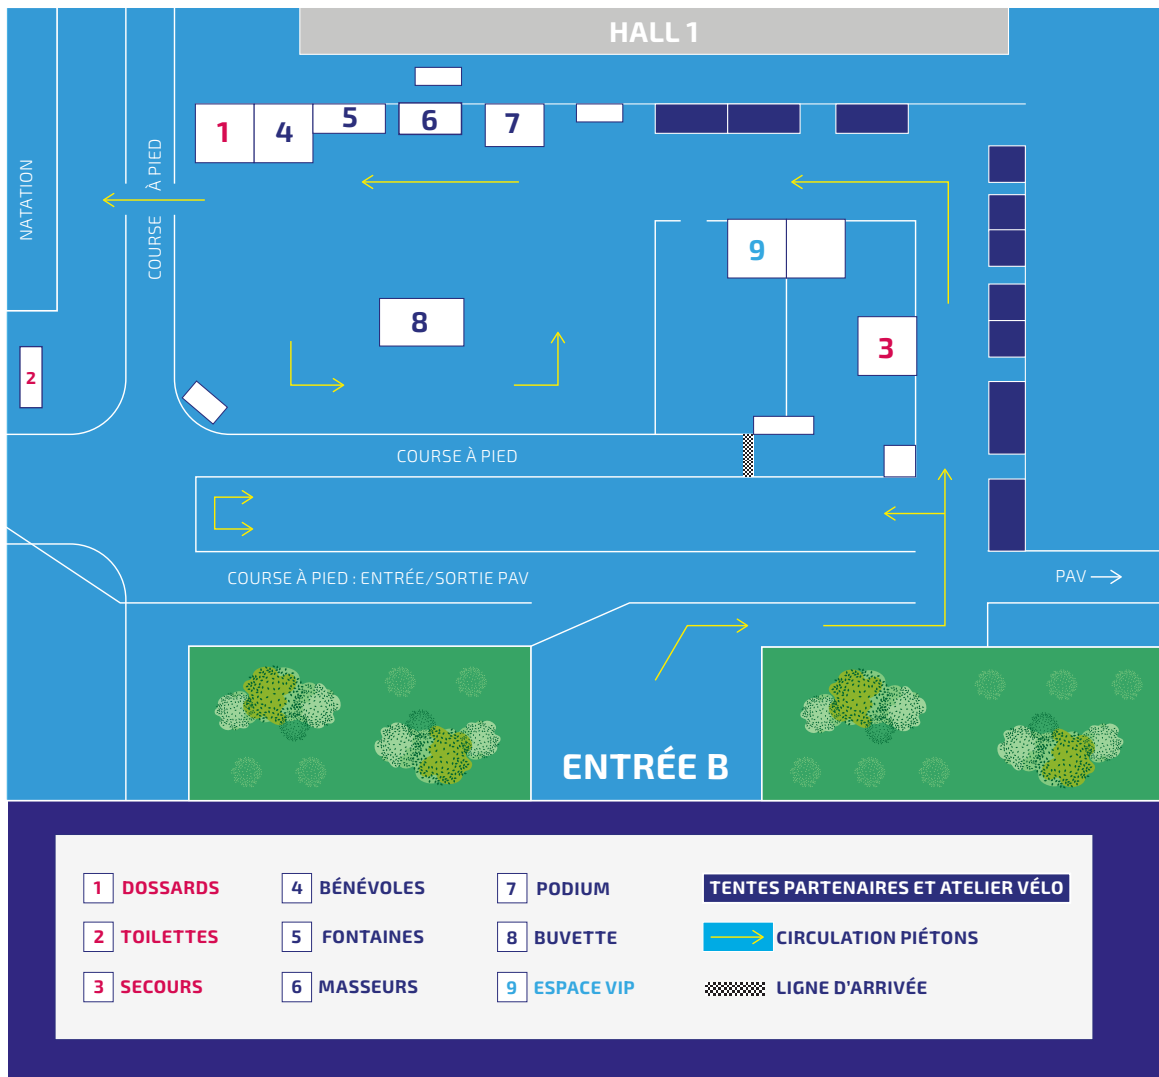 HALL 1
1
4
5
6
7
NATATION
COURSE À PIED
9
8
3
2
COURSE À PIED
COURSE À PIED : ENTRÉE/SORTIE PAV
PAV
ENTRÉE B
1 DOSSARDS
2 TOILETTES
3 SECOURS
4 BÉNÉVOLES
5 FONTAINES
6 MASSEURS
7 PODIUM
8 BUVETTE
9 ESPACE VIP
TENTES PARTENAIRES ET ATELIER VÉLO
CIRCULATION PIÉTONS
LIGNE D'ARRIVÉE